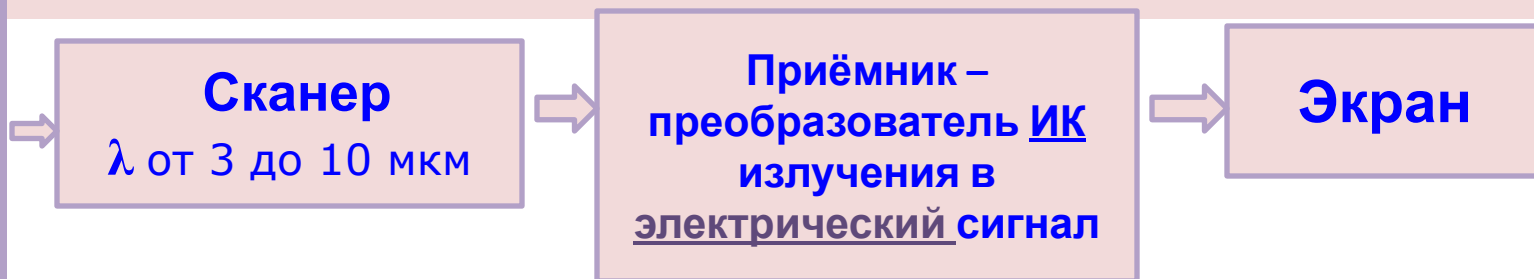 Сканер
λ от 3 до 10 мкм
Приёмник –
преобразователь ИК
излучения в
электрический сигнал
Экран